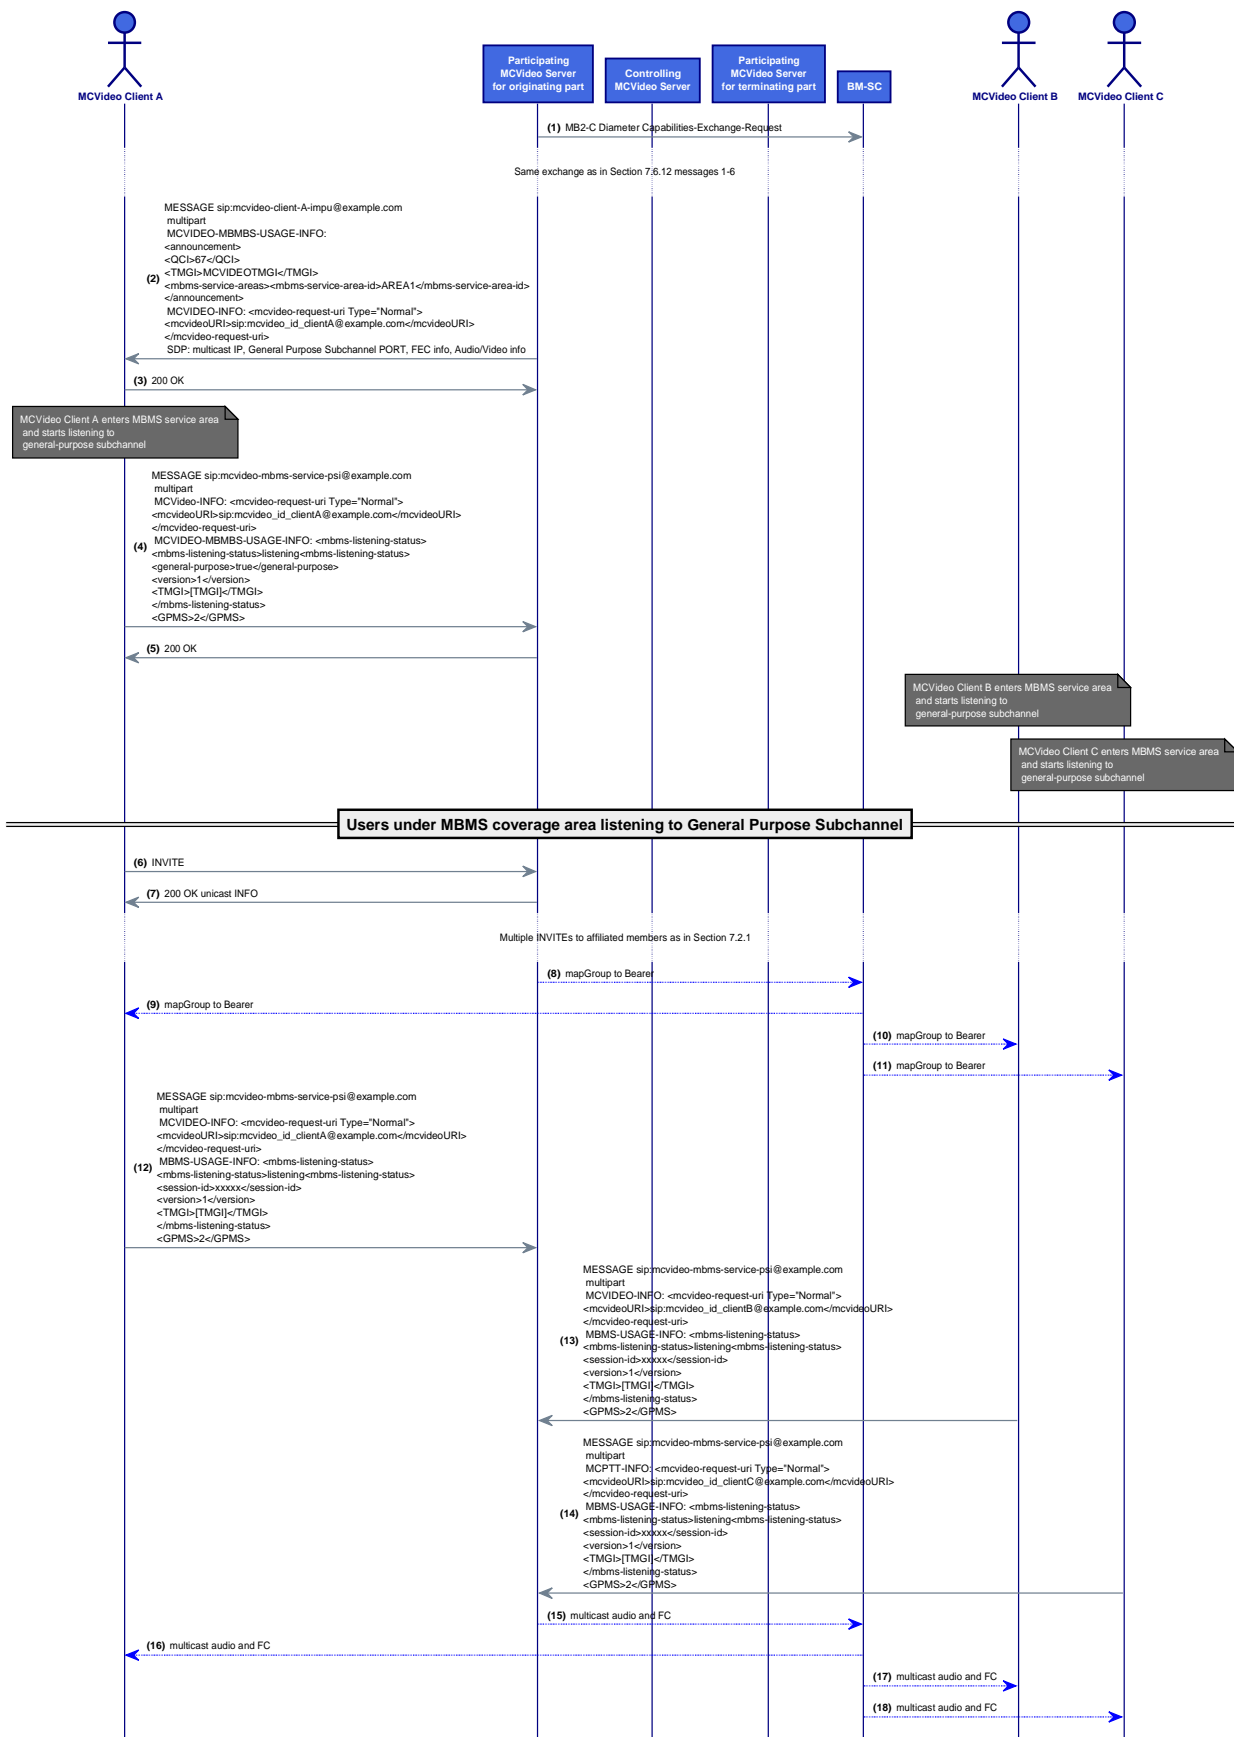 MCVideo Client A
Participating
MCVideo Server
for originating part
Controlling
MCVideo Server
Participating
MCVideo Server
for terminating part
BM-SC
MCVideo Client B
MCVideo Client C
(1) MB2-C Diameter Capabilities-Exchange-Request
Same exchange as in Section 7.6.12 messages 1-6
MESSAGE sip:mcvideo-client-A-impu@example.com
multipart
MCVIDEO-MBMBS-USAGE-INFO:
<announcement>
<QCI>67</QCI>
<TMGI>MCVIDEOTMGI</TMGI>
(2)
<mbms-service-areas><mbms-service-area-id>AREA1</mbms-service-area-id>
</announcement>
MCVIDEO-INFO: <mcvideo-request-uri Type="Normal">
<mcvideoURI>sip:mcvideo_id_clientA@example.com</mcvideoURI>
</mcvideo-request-uri>
SDP: multicast IP, General Purpose Subchannel PORT, FEC info, Audio/Video info
(3) 200 OK
MCVideo Client A enters MBMS service area
and starts listening to
general-purpose subchannel
MESSAGE sip:mcvideo-mbms-service-psi@example.com
multipart
MCVideo-INFO: <mcvideo-request-uri Type="Normal">
<mcvideoURI>sip:mcvideo_id_clientA@example.com</mcvideoURI>
</mcvideo-request-uri>
(4) MCVIDEO-MBMBS-USAGE-INFO: <mbms-listening-status>
<mbms-listening-status>listening<mbms-listening-status>
<general-purpose>true</general-purpose>
<version>1</version>
<TMGI>[TMGI]</TMGI>
</mbms-listening-status>
<GPMS>2</GPMS>
(5) 200 OK
MCVideo Client B enters MBMS service area
and starts listening to
general-purpose subchannel
MCVideo Client C enters MBMS service area
and starts listening to
general-purpose subchannel
Users under MBMS coverage area listening to General Purpose Subchannel
(6) INVITE
(7) 200 OK unicast INFO
Multiple INVITEs to affiliated members as in Section 7.2.1
(8) mapGroup to Bearer
(9) mapGroup to Bearer
(10) mapGroup to Bearer
(11) mapGroup to Bearer
MESSAGE sip:mcvideo-mbms-service-psi@example.com
multipart
MCVIDEO-INFO: <mcvideo-request-uri Type="Normal">
<mcvideoURI>sip:mcvideo_id_clientA@example.com</mcvideoURI>
</mcvideo-request-uri>
MBMS-USAGE-INFO: <mbms-listening-status>
(12)
<mbms-listening-status>listening<mbms-listening-status>
<session-id>xxxxx</session-id>
<version>1</version>
<TMGI>[TMGI]</TMGI>
</mbms-listening-status>
<GPMS>2</GPMS>
MESSAGE sip:mcvideo-mbms-service-psi@example.com
multipart
MCVIDEO-INFO: <mcvideo-request-uri Type="Normal">
<mcvideoURI>sip:mcvideo_id_clientB@example.com</mcvideoURI>
</mcvideo-request-uri>
MBMS-USAGE-INFO: <mbms-listening-status>
(13)
<mbms-listening-status>listening<mbms-listening-status>
<session-id>xxxxx</session-id>
<version>1</version>
<TMGI>[TMGI]</TMGI>
</mbms-listening-status>
<GPMS>2</GPMS>
MESSAGE sip:mcvideo-mbms-service-psi@example.com
multipart
MCPTT-INFO: <mcvideo-request-uri Type="Normal">
<mcvideoURI>sip:mcvideo_id_clientC@example.com</mcvideoURI>
</mcvideo-request-uri>
MBMS-USAGE-INFO: <mbms-listening-status>
(14)
<mbms-listening-status>listening<mbms-listening-status>
<session-id>xxxxx</session-id>
<version>1</version>
<TMGI>[TMGI]</TMGI>
</mbms-listening-status>
<GPMS>2</GPMS>
(15) multicast audio and FC
(16) multicast audio and FC
(17) multicast audio and FC
(18) multicast audio and FC